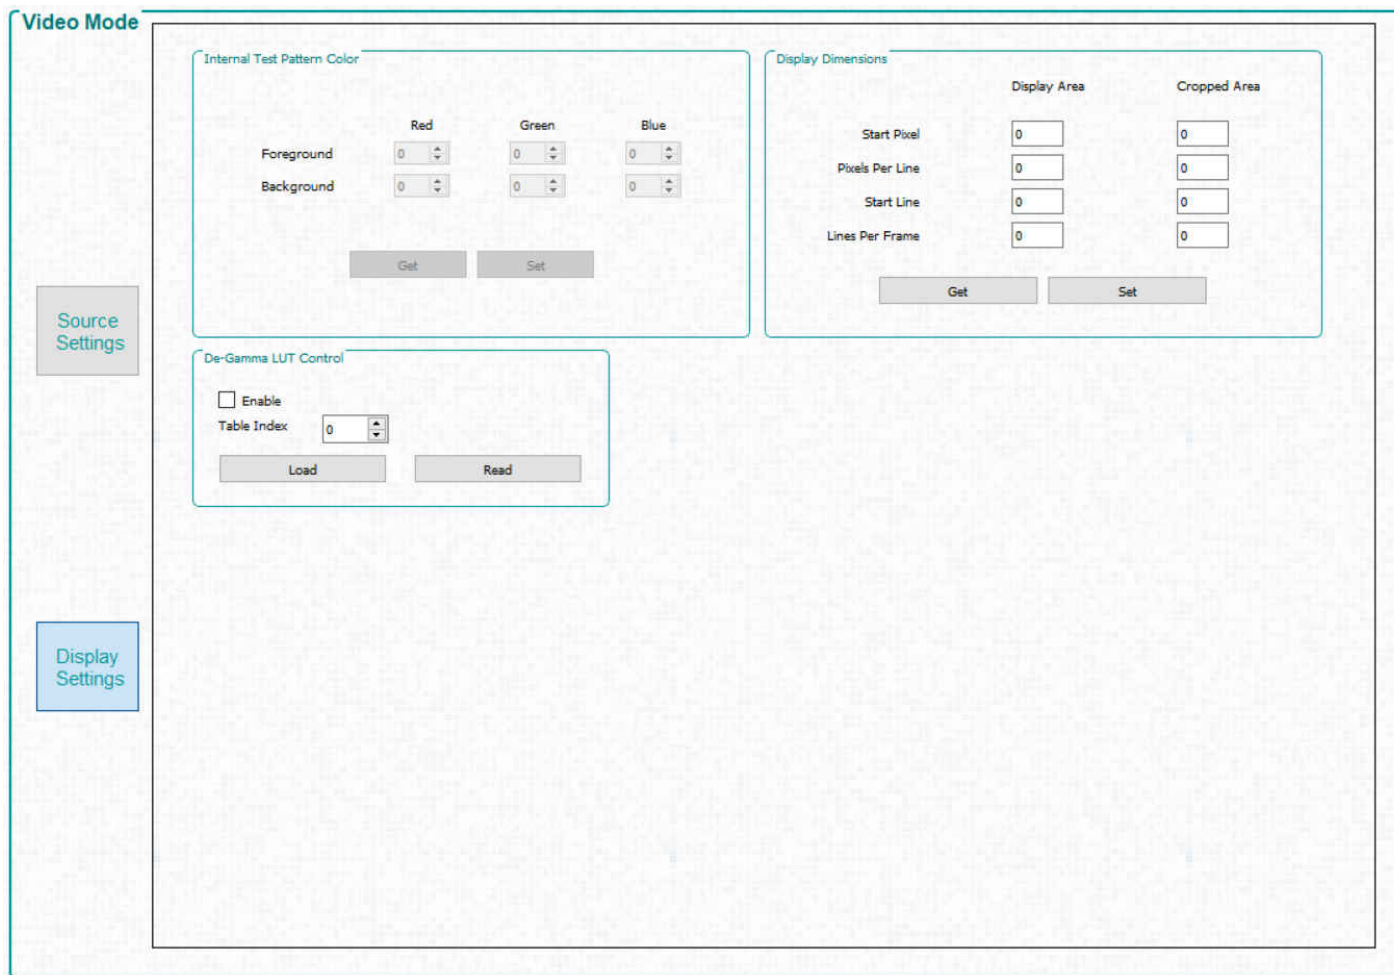 Video Mode
Internal Test Pattern Color
Red Green Blue
Foreground 0 0 0
Background 0 0 0
Get Set
Display Dimensions
Display Area Cropped Area
Start Pixel 0 0
Pixels Per Line 0 0
Start Line 0 0
Lines Per Frame 0 0
Get Set
Source
Settings
De-Gamma LUT Control
Enable
Table Index 0
Load Read
Display
Settings